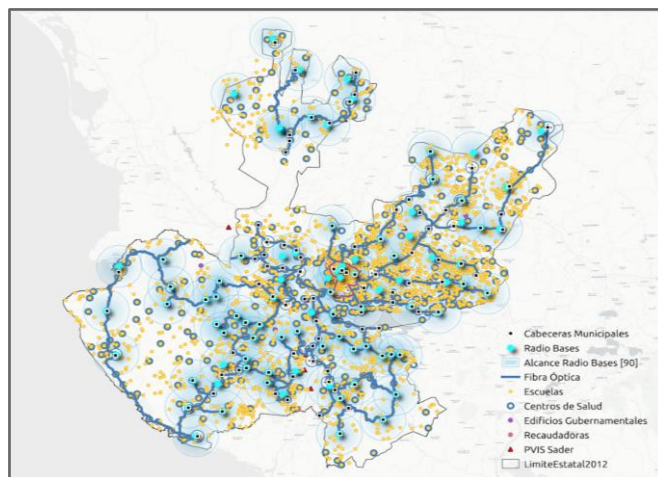 Cabeceras Municipales
Radio Bases
Alcance Radio Bases [90]
Fibra Óptica
Escuelas
Centros de Salud
Edificios Gubernamentales
Recaudadoras
PVIS Sader
LimiteEstatal2012